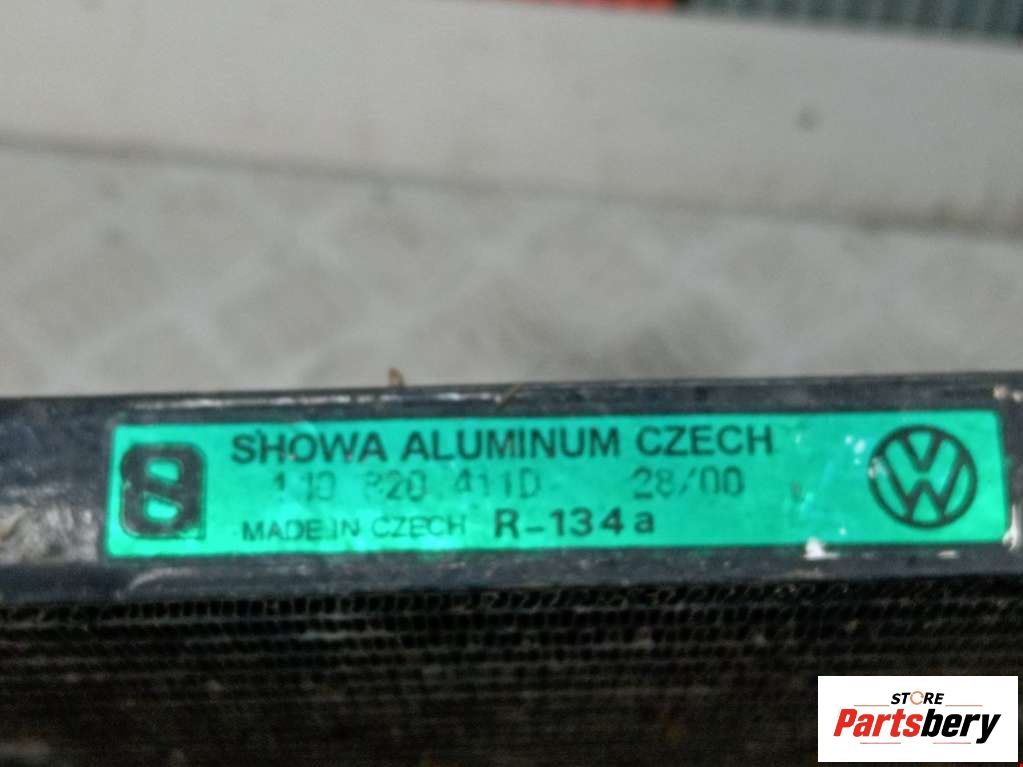 SHOWA ALUMINUM CZECH
1J0 820 411D 28/00
MADE IN CZECH R-134a
STORE
Partsbery